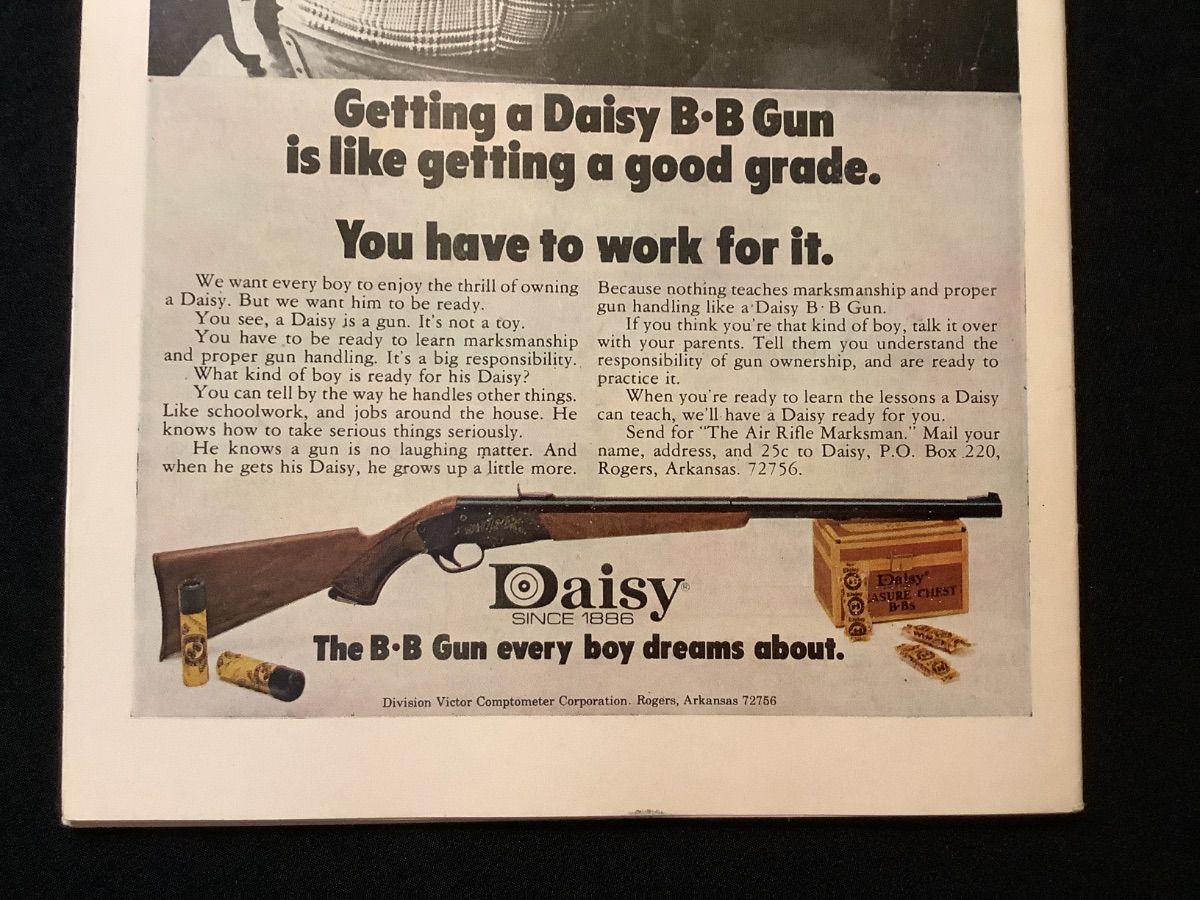 Getting a Daisy B·B Gun
is like getting a good grade.
You have to work for it.
We want every boy to enjoy the thrill of owning
a Daisy. But we want him to be ready.
You see, a Daisy is a gun. It's not a toy.
You have to be ready to learn marksmanship
and proper gun handling. It's a big responsibility.
What kind of boy is ready for his Daisy?
You can tell by the way he handles other things.
Like schoolwork, and jobs around the house. He
knows how to take serious things seriously.
He knows a gun is no laughing matter. And
when he gets his Daisy, he grows up a little more.
Because nothing teaches marksmanship and proper
gun handling like a Daisy B·B Gun.
If you think you're that kind of boy, talk it over
with your parents. Tell them you understand the
responsibility of gun ownership, and are ready to
practice it.
When you're ready to learn the lessons a Daisy
can teach, we'll have a Daisy ready for you.
Send for "The Air Rifle Marksman." Mail your
name, address, and 25c to Daisy, P.O. Box 220,
Rogers, Arkansas. 72756.
Daisy®
SINCE 1886
Daisy®
ASURE CHEST
B·Bs
The B·B Gun every boy dreams about.
Division Victor Comptometer Corporation. Rogers, Arkansas 72756